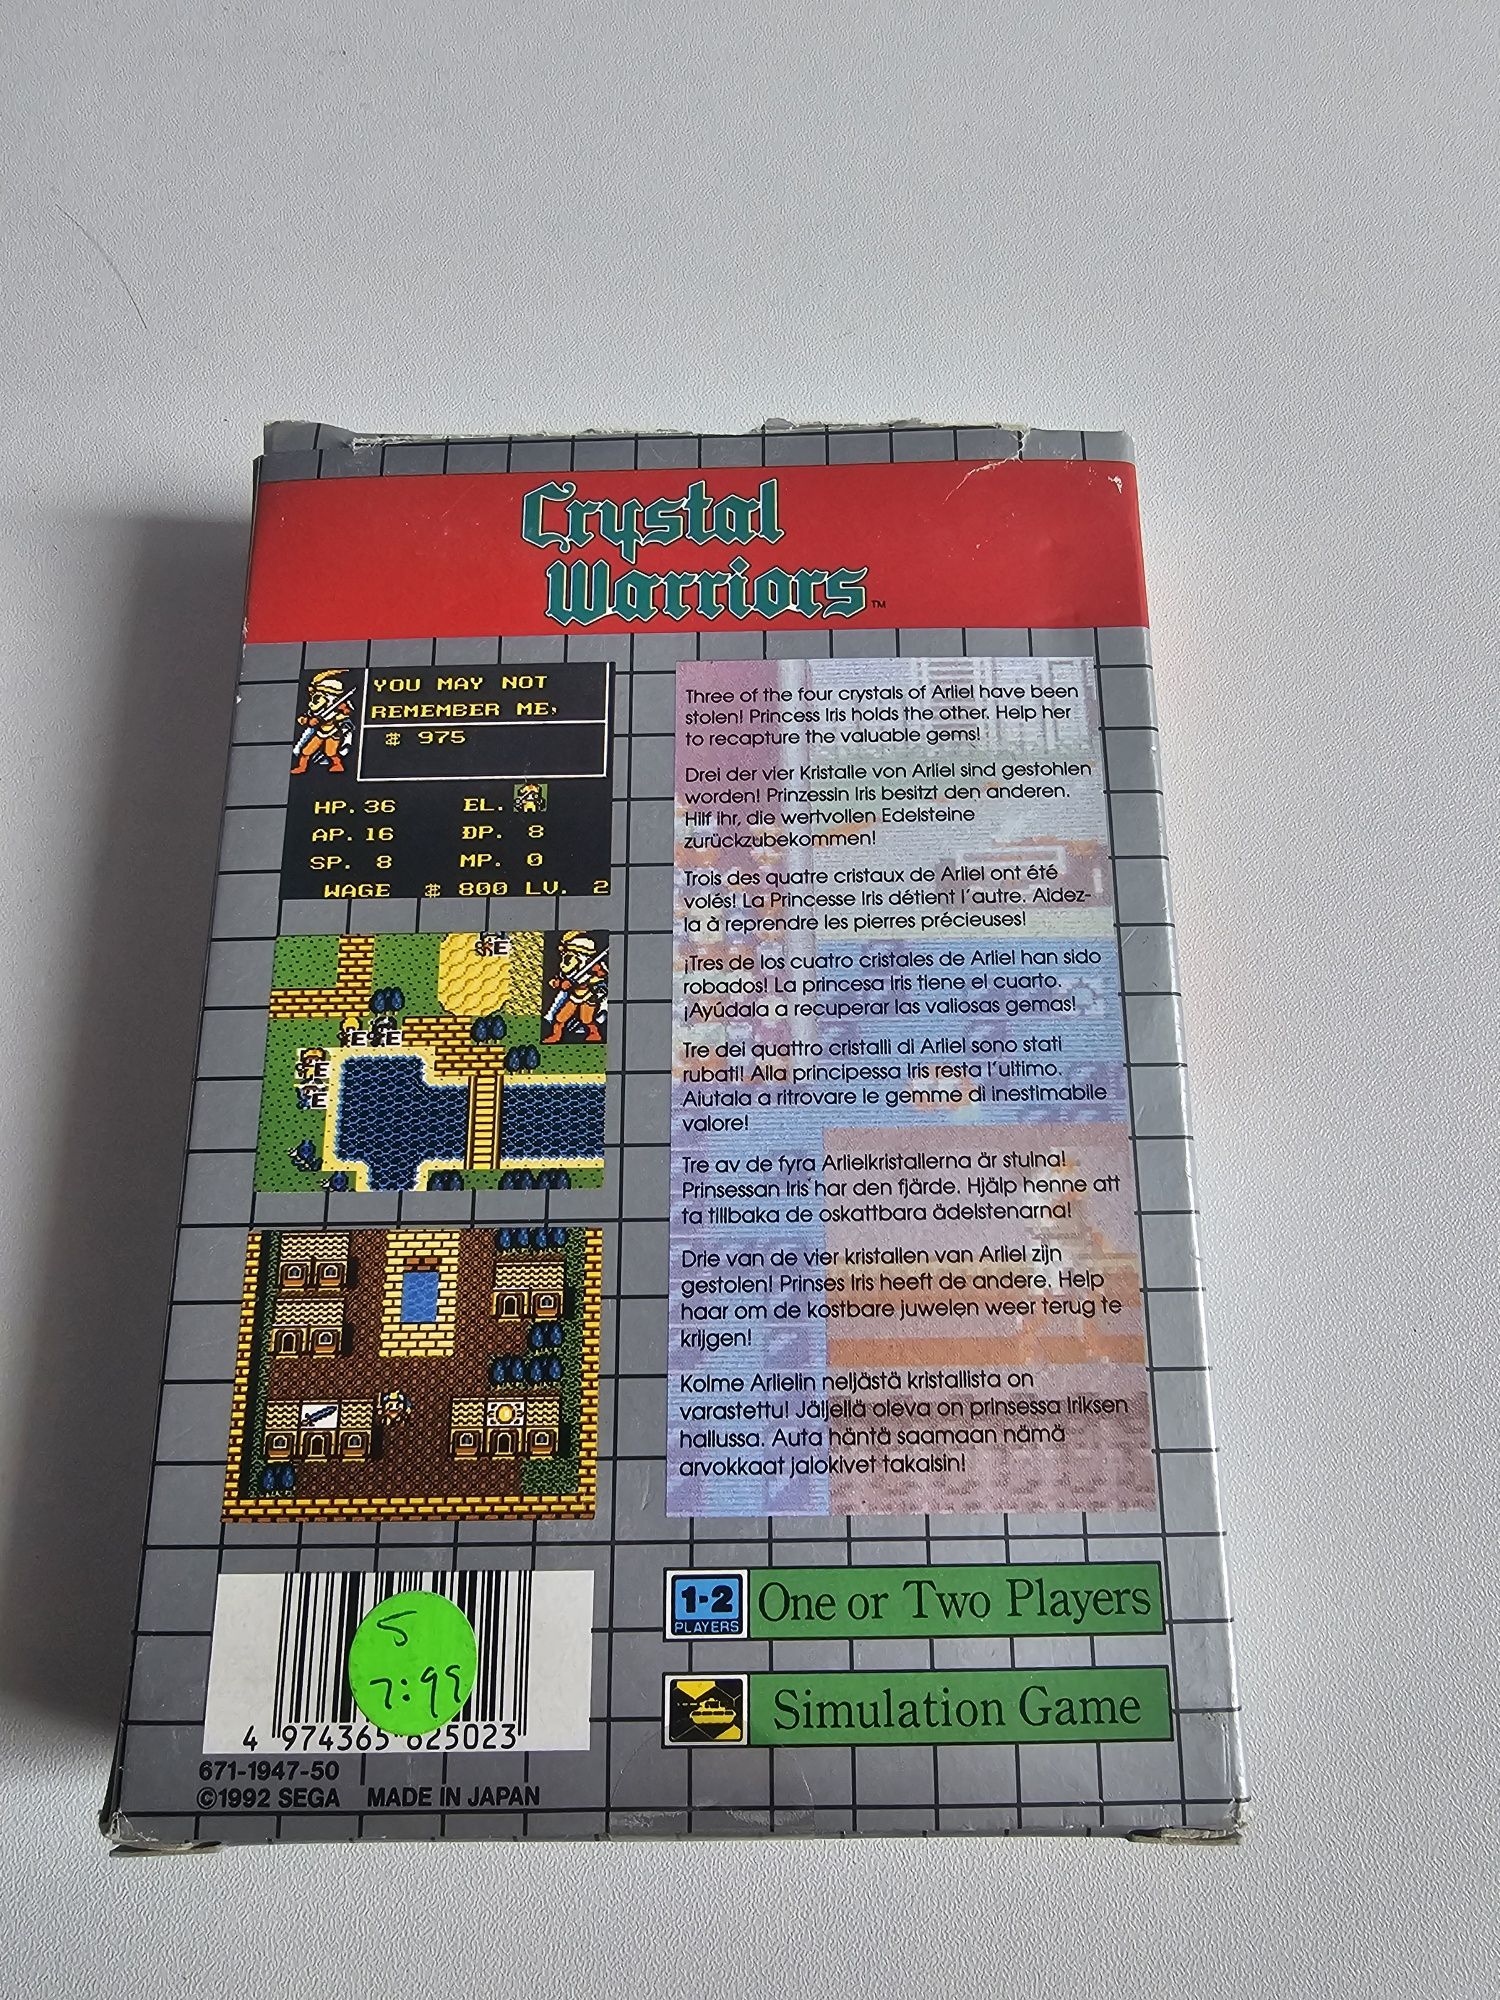 Crystal
Warriors™
YOU MAY NOT
REMEMBER ME,
975
HP. 36 EL.
AP. 16 DP. 8
SP. 8 MP. 0
WAGE 800 LV. 2
E
E E
E
E
Three of the four crystals of Arliel have been
stolen! Princess Iris holds the other. Help her
to recapture the valuable gems!
Drei der vier Kristalle von Arliel sind gestohlen
worden! Prinzessin Iris besitzt den anderen.
Hilf ihr, die wertvollen Edelsteine
zurückzubekommen!
Trois des quatre cristaux de Arliel ont été
volés! La Princesse Iris détient l'autre. Aidez-
la à reprendre les pierres précieuses!
¡Tres de los cuatro cristales de Arliel han sido
robados! La princesa Iris tiene el cuarto.
¡Ayúdala a recuperar las valiosas gemas!
Tre dei quattro cristalli di Arliel sono stati
rubati! Alla principessa Iris resta l'ultimo.
Aiutala a ritrovare le gemme di inestimabile
valore!
Tre av de fyra Arlielkristallerna är stulna!
Prinsessan Iris har den fjärde. Hjälp henne att
ta tillbaka de oskattbara ädelstenarna!
Drie van de vier kristallen van Arliel zijn
gestolen! Prinses Iris heeft de andere. Help
haar om de kostbare juwelen weer terug te
krijgen!
Kolme Arlielin neljästä kristallista on
varastettu! Jäljellä oleva on prinsessa Iriksen
hallussa. Auta häntä saamaan nämä
arvokkaat jalokivet takaisin!
1-2
PLAYERS
One or Two Players
Simulation Game
S
7:99
4 974365 625023
671-1947-50
©1992 SEGA MADE IN JAPAN